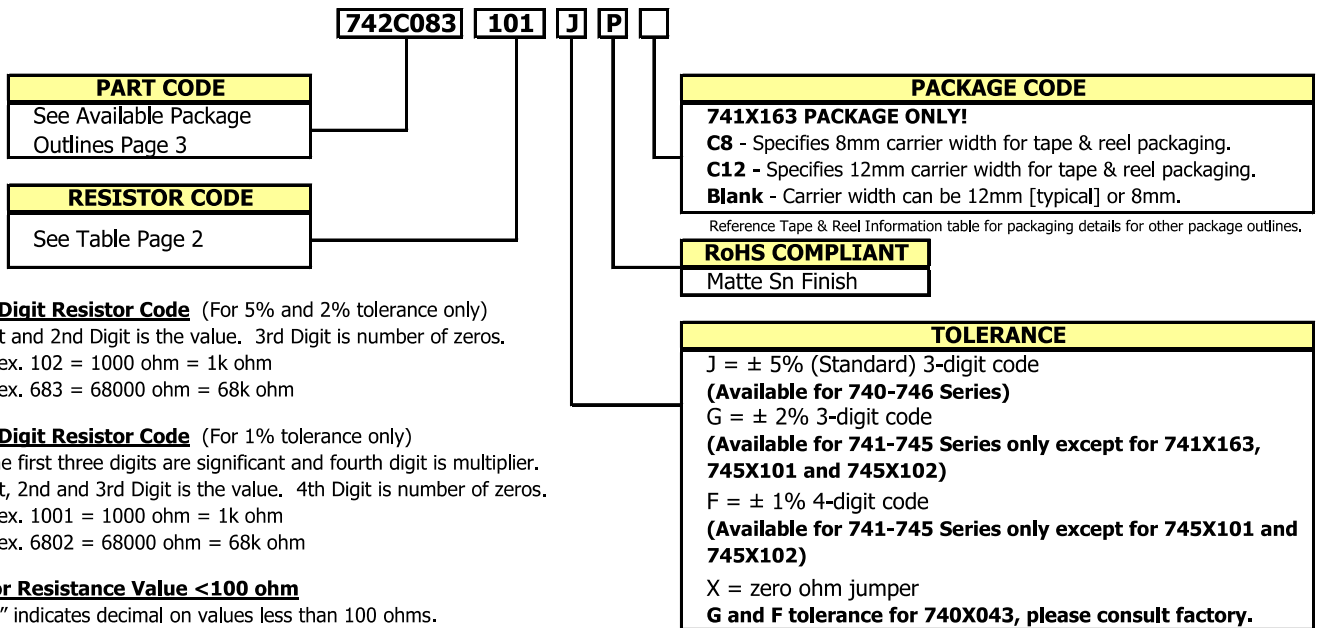 742C083 101 J P
PART CODE
See Available Package
Outlines Page 3
RESISTOR CODE
See Table Page 2
PACKAGE CODE
741X163 PACKAGE ONLY!
C8 - Specifies 8mm carrier width for tape & reel packaging.
C12 - Specifies 12mm carrier width for tape & reel packaging.
Blank - Carrier width can be 12mm [typical] or 8mm.
Reference Tape & Reel Information table for packaging details for other package outlines.
RoHS COMPLIANT
Matte Sn Finish
Digit Resistor Code (For 5% and 2% tolerance only)
t and 2nd Digit is the value. 3rd Digit is number of zeros.
ex. 102 = 1000 ohm = 1k ohm
ex. 683 = 68000 ohm = 68k ohm
Digit Resistor Code (For 1% tolerance only)
e first three digits are significant and fourth digit is multiplier.
t, 2nd and 3rd Digit is the value. 4th Digit is number of zeros.
ex. 1001 = 1000 ohm = 1k ohm
ex. 6802 = 68000 ohm = 68k ohm
or Resistance Value <100 ohm
" indicates decimal on values less than 100 ohms.
TOLERANCE
J = ± 5% (Standard) 3-digit code
(Available for 740-746 Series)
G = ± 2% 3-digit code
(Available for 741-745 Series only except for 741X163,
745X101 and 745X102)
F = ± 1% 4-digit code
(Available for 741-745 Series only except for 745X101 and
745X102)
X = zero ohm jumper
G and F tolerance for 740X043, please consult factory.